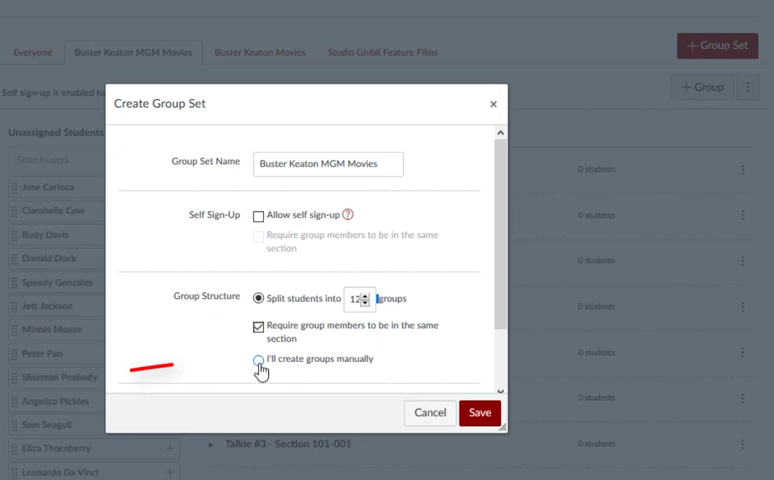 Everyone
Buster Keaton MGM Movies
Buster Keaton Movies
Studio Ghibli Feature Films
+ Group Set
Self sign-up is enabled fo
+ Group
Create Group Set
×
Unassigned Students
Search users
Group Set Name
Buster Keaton MGM Movies
0 students
Jose Carioca
Clarabelle Cow
Self Sign-Up
Allow self sign-up ?
0 students
Rudy Davis
Require group members to be in the same
section
Donald Duck
0 students
Speedy Gonzales
Group Structure
Split students into 12 groups
Jett Jackson
0 students
Minnie Mouse
Require group members to be in the same
section
Peter Pan
I'll create groups manually
0 students
Sherman Peabody
Angelica Pickles
0 students
Cancel
Save
Sam Seagull
Eliza Thornberry +
Talkie #3 - Section 101-001
0 students
Leonardo Da Vinci +